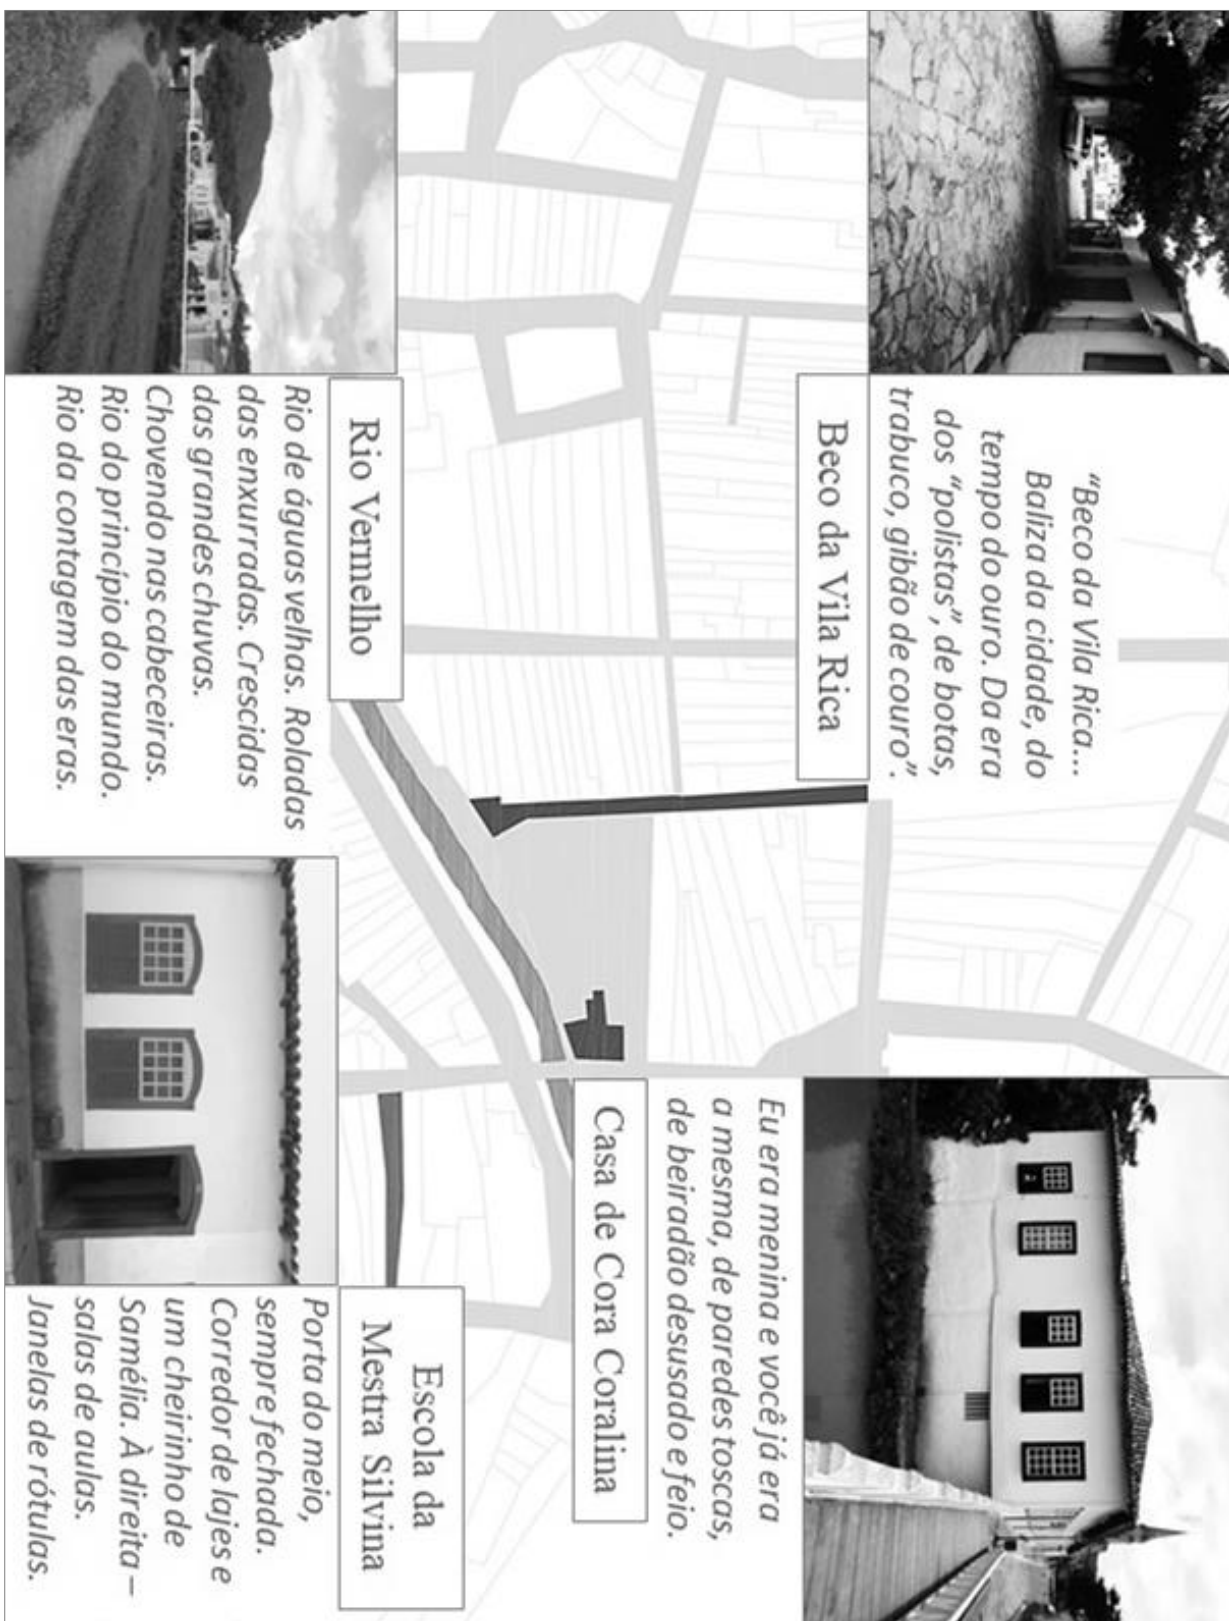 “Beco da Vila Rica...
Baliza da cidade, do
tempo do ouro. Da era
dos “polistas”, de botas,
trabuco, gibão de couro”.
Beco da Vila Rica
Eu era menina e você já era
a mesma, de paredes toscas,
de beiradão desusado e feio.
Casa de Cora Coralina
Rio Vermelho
Rio de águas velhas. Roladas
das enxurradas. Crescidas
das grandes chuvas.
Chovendo nas cabeceiras.
Rio do princípio do mundo.
Rio da contagem das eras.
Escola da
Mestra Silvina
Porta do meio,
sempre fechada.
Corredor de lajes e
um cheirinho de
Samélia. À direita –
salas de aulas.
Janelas de rótulas.